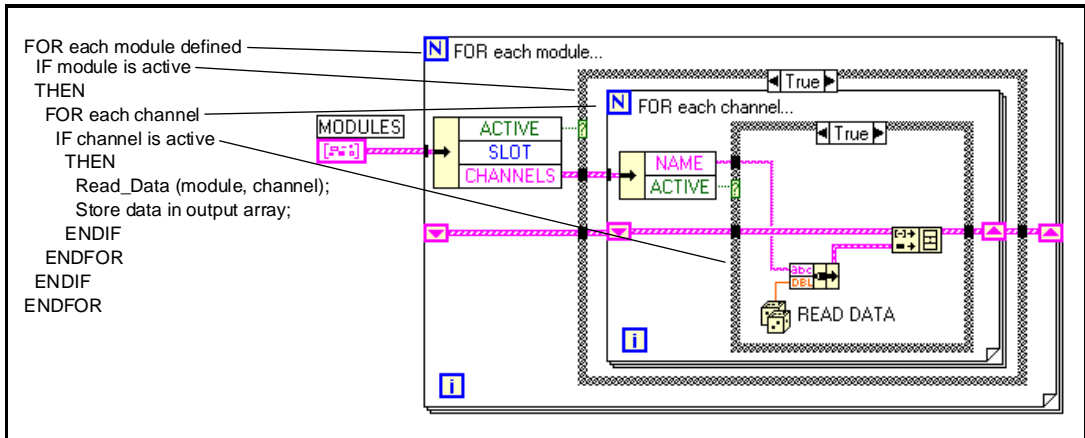 FOR each module defined
IF module is active
THEN
FOR each channel
IF channel is active
THEN
Read_Data (module, channel);
Store data in output array;
ENDIF
ENDFOR
ENDIF
ENDFOR
N FOR each module...
True
N FOR each channel...
True
MODULES
ACTIVE
?
SLOT
CHANNELS
NAME
ACTIVE
?
abc
DBL
READ DATA
i
i